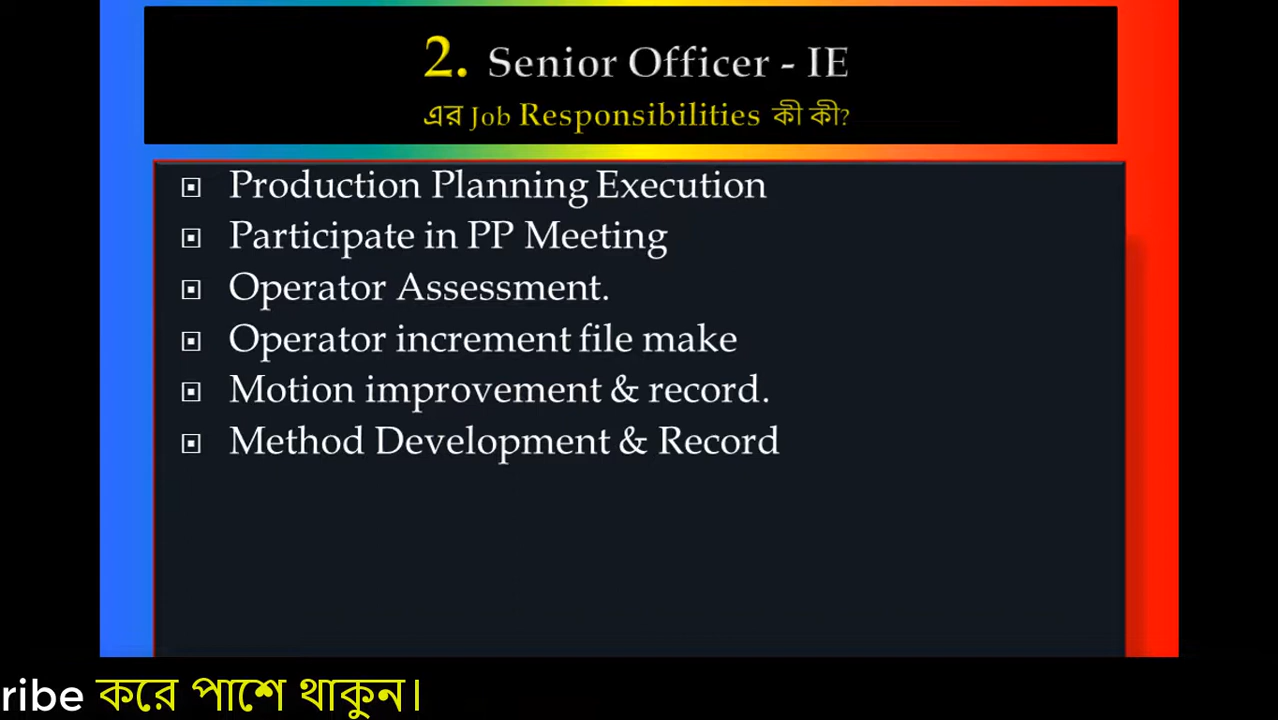 2. Senior Officer - IE
এর Job Responsibilities কী কী?
Production Planning Execution
Participate in PP Meeting
Operator Assessment.
Operator increment file make
Motion improvement & record.
Method Development & Record
ribe করে পাশে থাকুন।